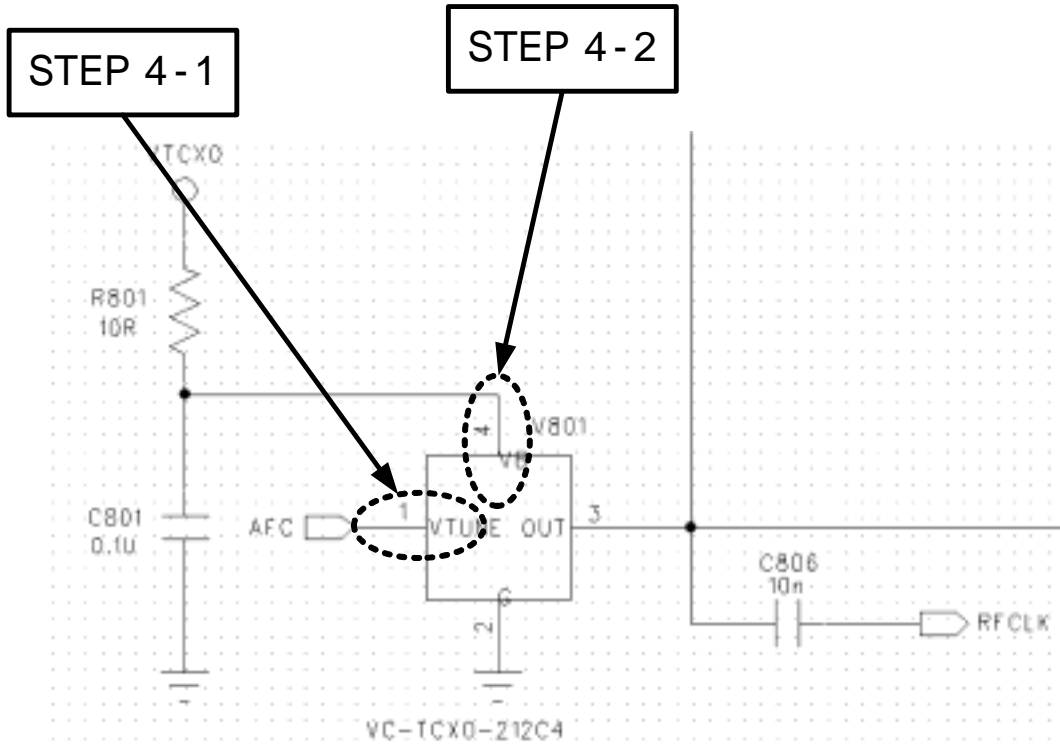 STEP 4-1
STEP 4-2
VTCXO
R801
10R
4
V801
VB
C801
0.1U
AFC
1
VTUNE
OUT
3
G
2
C806
10n
RFCLK
VC-TCXO-212C4